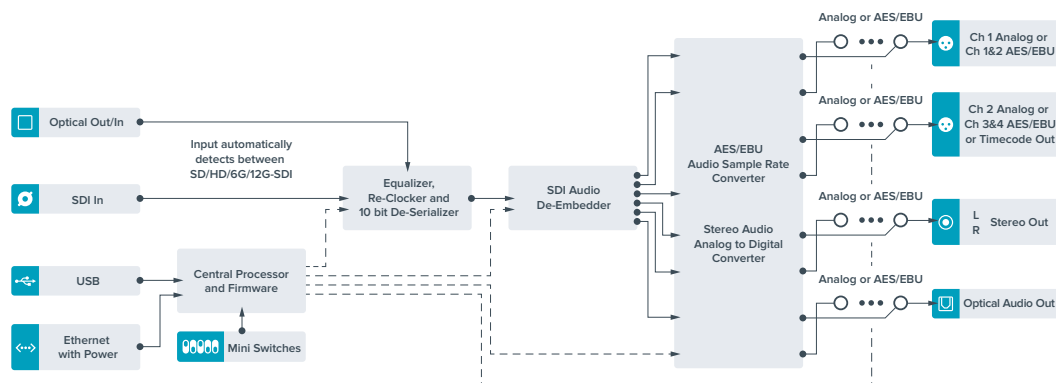 Optical Out/In
Input automatically
detects between
SD/HD/6G/12G-SDI
SDI In
USB
Ethernet
with Power
Central Processor
and Firmware
Mini Switches
Equalizer,
Re-Clocker and
10 bit De-Serializer
SDI Audio
De-Embedder
AES/EBU
Audio Sample Rate
Converter
Stereo Audio
Analog to Digital
Converter
Analog or AES/EBU
Ch 1 Analog or
Ch 1&2 AES/EBU
Analog or AES/EBU
Ch 2 Analog or
Ch 3&4 AES/EBU
or Timecode Out
Analog or AES/EBU
L
R
Stereo Out
Analog or AES/EBU
Optical Audio Out